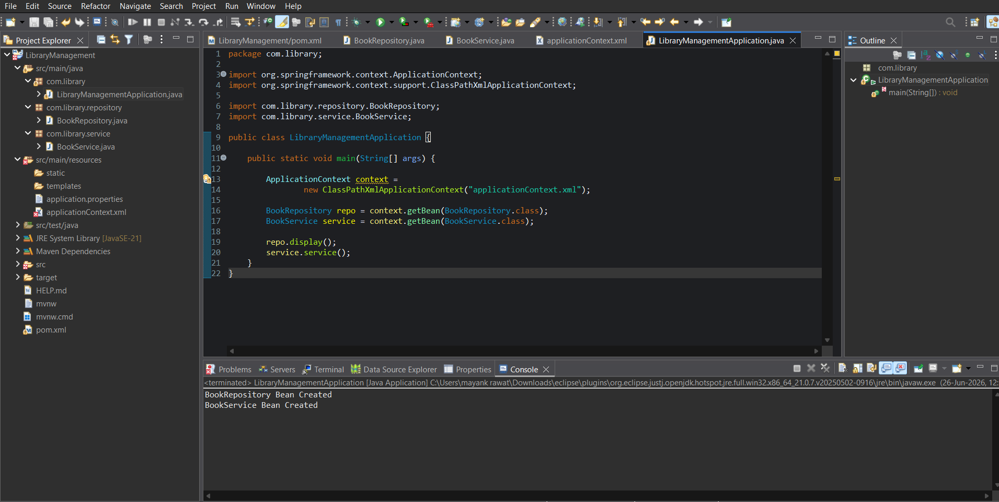 File Edit Source Refactor Navigate Search Project Run Window Help
Project Explorer
LibraryManagement
src/main/java
com.library
LibraryManagementApplication.java
com.library.repository
BookRepository.java
com.library.service
BookService.java
src/main/resources
static
templates
application.properties
applicationContext.xml
src/test/java
JRE System Library [JavaSE-21]
Maven Dependencies
src
target
HELP.md
mvnw
mvnw.cmd
pom.xml
LibraryManagement/pom.xml BookRepository.java BookService.java applicationContext.xml LibraryManagementApplication.java
1 package com.library;
2
3 import org.springframework.context.ApplicationContext;
4 import org.springframework.context.support.ClassPathXmlApplicationContext;
5
6 import com.library.repository.BookRepository;
7 import com.library.service.BookService;
8
9 public class LibraryManagementApplication {
10
11     public static void main(String[] args) {
12
13         ApplicationContext context =
14                 new ClassPathXmlApplicationContext("applicationContext.xml");
15
16         BookRepository repo = context.getBean(BookRepository.class);
17         BookService service = context.getBean(BookService.class);
18
19         repo.display();
20         service.service();
21     }
22 }
Outline
com.library
LibraryManagementApplication
main(String[]) : void
Problems Servers Terminal Data Source Explorer Properties Console
<terminated> LibraryManagementApplication [Java Application] C:\Users\mayank rawat\Downloads\eclipse\plugins\org.eclipse.justj.openjdk.hotspot.jre.full.win32.x86_64_21.0.7.v20250502-0916\jre\bin\javaw.exe (26-Jun-2026, 12:
BookRepository Bean Created
BookService Bean Created